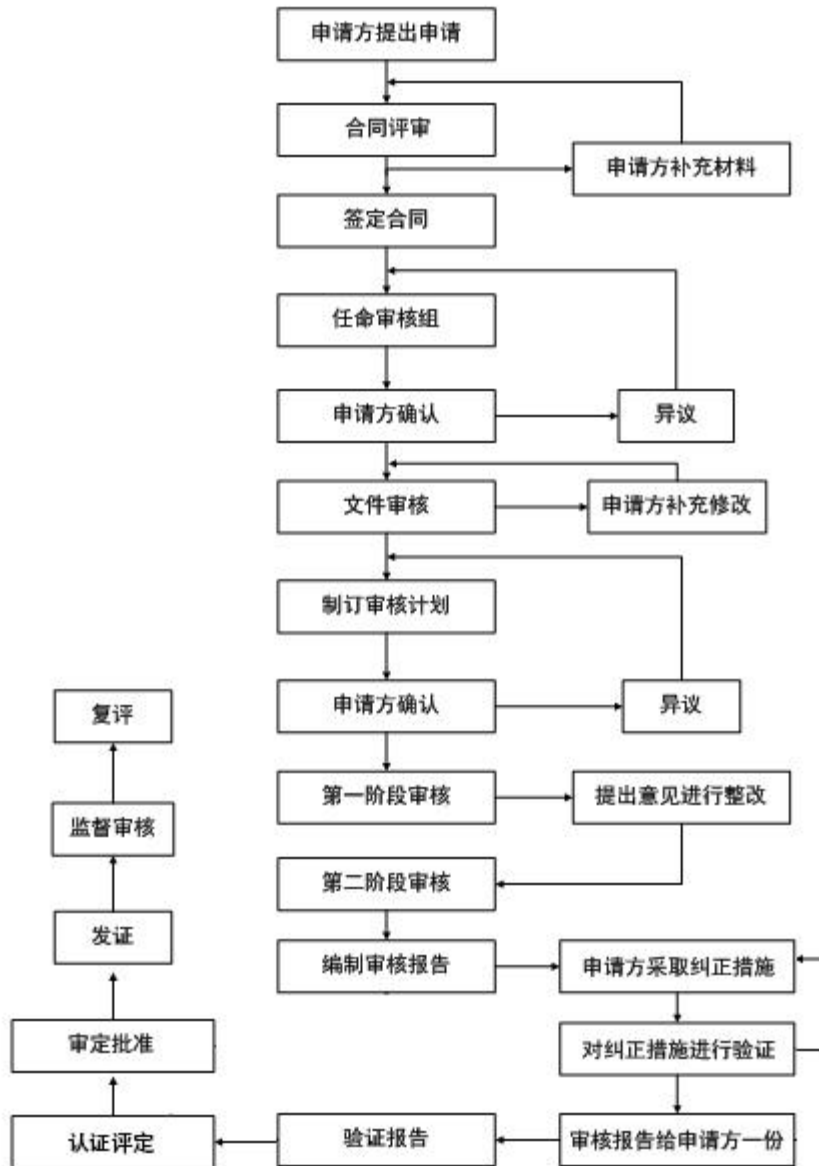 申请方提出申请
合同评审
申请方补充材料
签定合同
任命审核组
申请方确认
异议
文件审核
申请方补充修改
制订审核计划
申请方确认
异议
复评
第一阶段审核
提出意见进行整改
监督审核
第二阶段审核
发证
编制审核报告
申请方采取纠正措施
审定批准
对纠正措施进行验证
认证评定
验证报告
审核报告给申请方一份